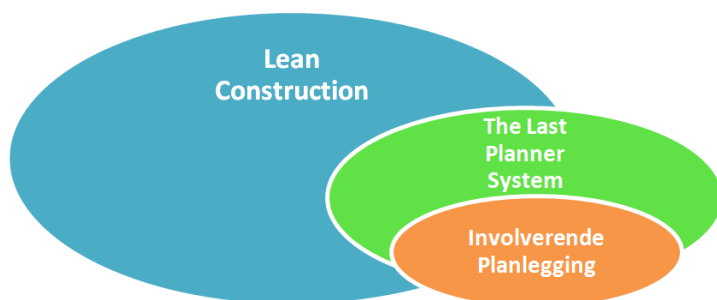 Lean
Construction
The Last
Planner
System
Involverende
Planlegging